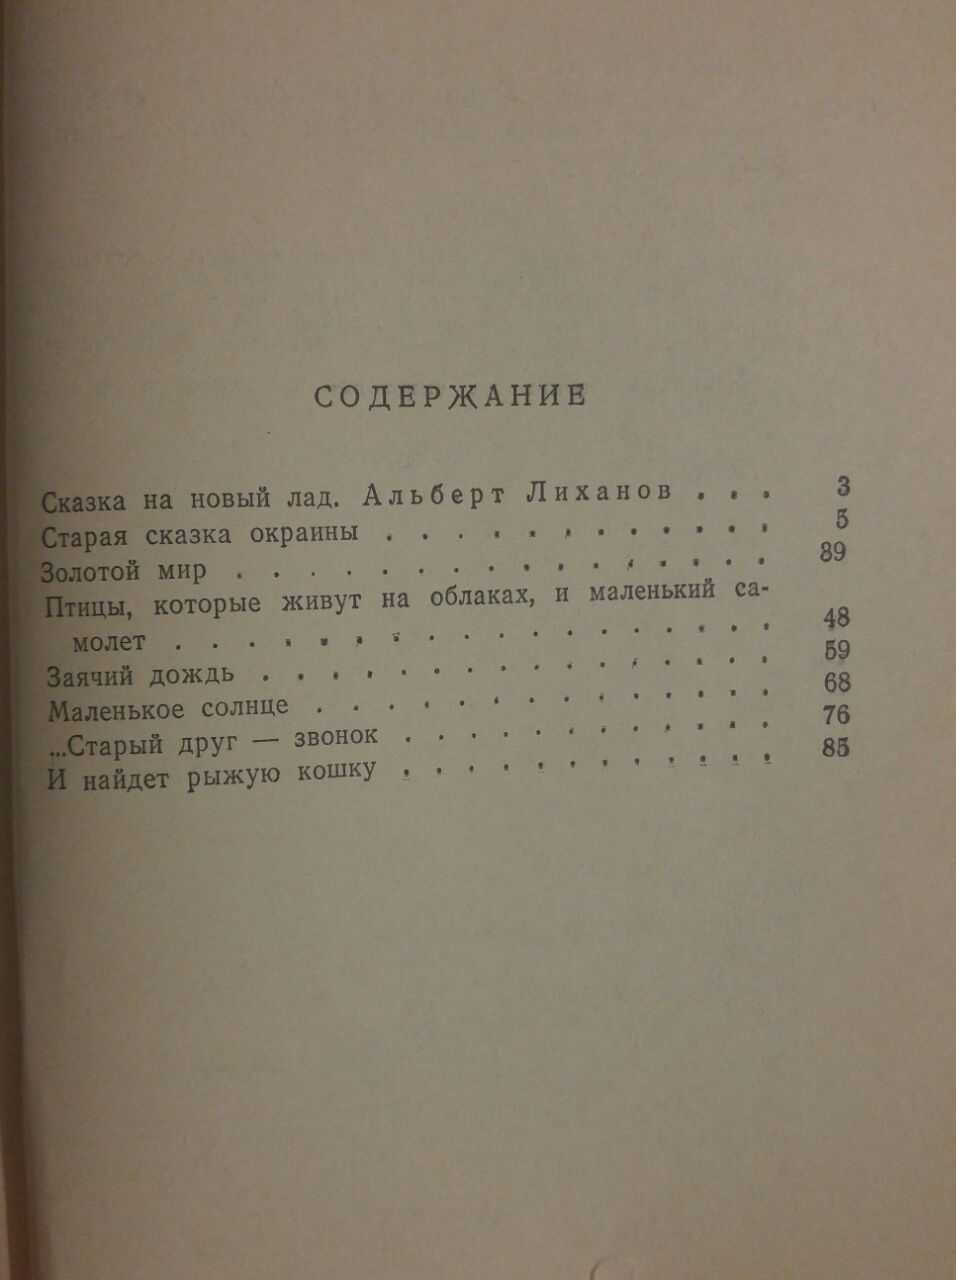 СОДЕРЖАНИЕ
Сказка на новый лад. Альберт Лиханов . . . 3
Старая сказка окраины . . . . . . . . . . . . 5
Золотой мир . . . . . . . . . . . . . . . 39
Птицы, которые живут на облаках, и маленький са-
молет . . . . . . . . . . . . . . . . . 48
Заячий дождь . . . . . . . . . . . . . . . 59
Маленькое солнце . . . . . . . . . . . . . 68
...Старый друг — звонок . . . . . . . . . . . 76
И найдет рыжую кошку . . . . . . . . . . . . 85